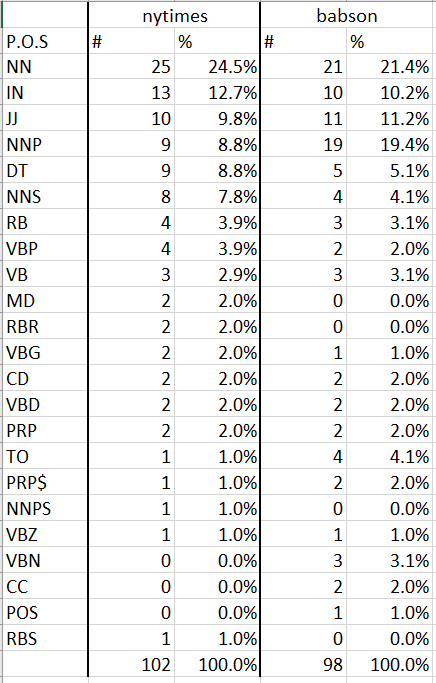 nytimes babson
P.O.S # % # %
NN 25 24.5% 21 21.4%
IN 13 12.7% 10 10.2%
JJ 10 9.8% 11 11.2%
NNP 9 8.8% 19 19.4%
DT 9 8.8% 5 5.1%
NNS 8 7.8% 4 4.1%
RB 4 3.9% 3 3.1%
VBP 4 3.9% 2 2.0%
VB 3 2.9% 3 3.1%
MD 2 2.0% 0 0.0%
RBR 2 2.0% 0 0.0%
VBG 2 2.0% 1 1.0%
CD 2 2.0% 2 2.0%
VBD 2 2.0% 2 2.0%
PRP 2 2.0% 2 2.0%
TO 1 1.0% 4 4.1%
PRP$ 1 1.0% 2 2.0%
NNPS 1 1.0% 0 0.0%
VBZ 1 1.0% 1 1.0%
VBN 0 0.0% 3 3.1%
CC 0 0.0% 2 2.0%
POS 0 0.0% 1 1.0%
RBS 1 1.0% 0 0.0%
102 100.0% 98 100.0%